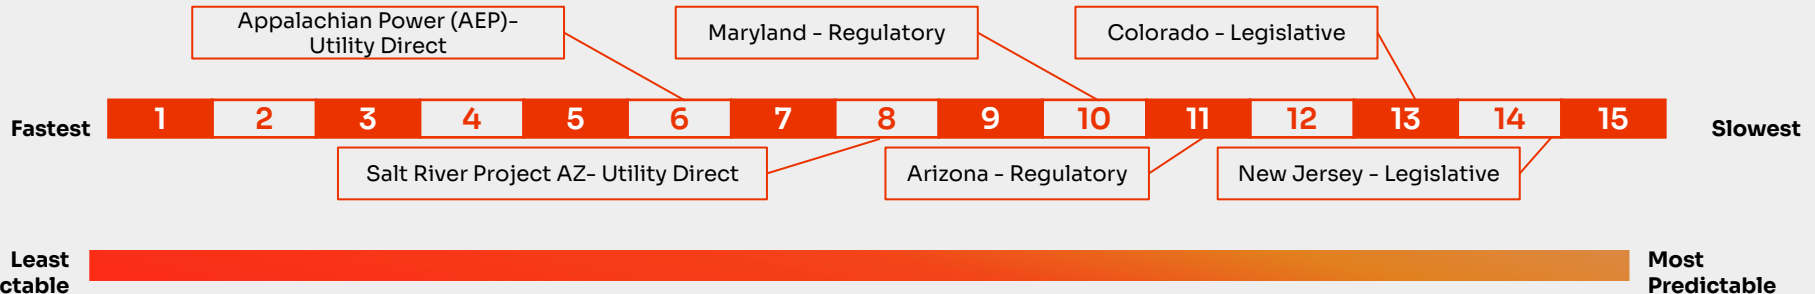 Appalachian Power (AEP)-
Utility Direct
Maryland - Regulatory
Colorado - Legislative
Fastest
1 2 3 4 5 6 7 8 9 10 11 12 13 14 15
Slowest
Salt River Project AZ- Utility Direct
Arizona - Regulatory
New Jersey - Legislative
Least
ctable
Most
Predictable